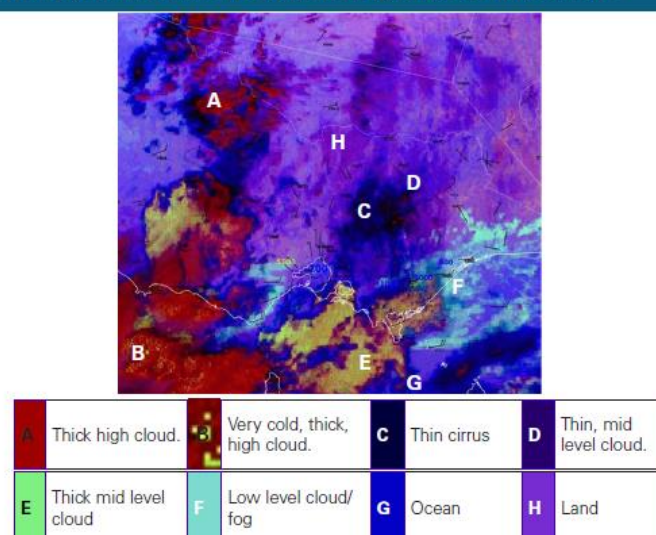 A
H
D
C
F
B
E
G
A Thick high cloud.
B Very cold, thick,
high cloud.
C Thin cirrus
D Thin, mid
level cloud.
E Thick mid level
cloud
F Low level cloud/
fog
G Ocean
H Land